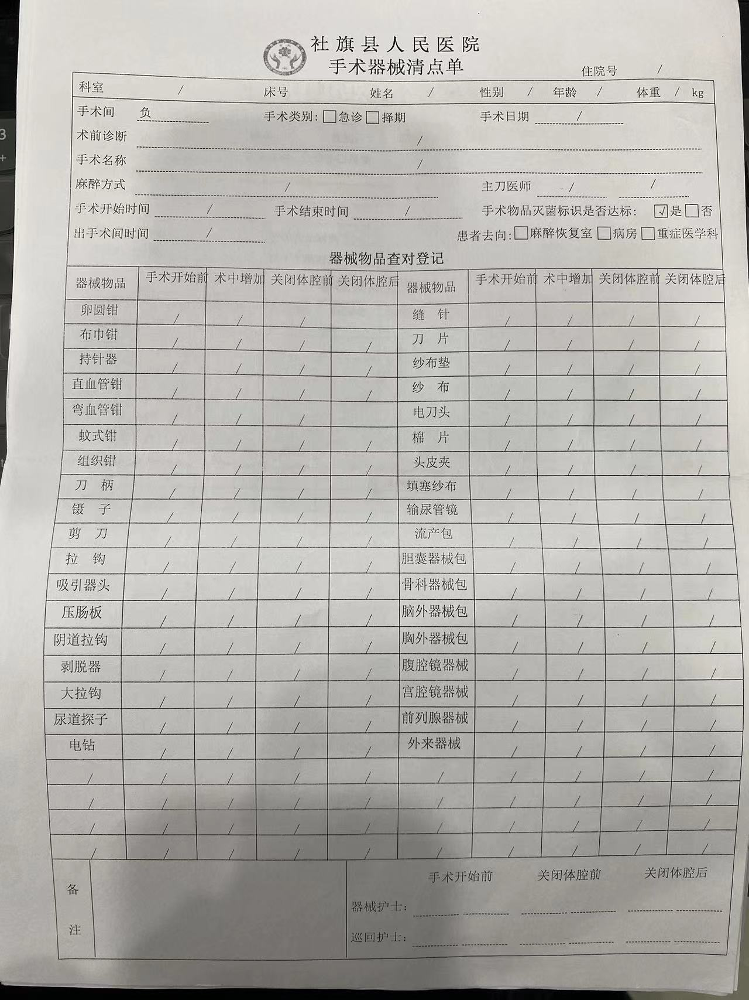 社旗县人民医院
手术器械清点单
住院号 /
科室 / 床号 姓名 / 性别 / 年龄 / 体重 / kg
手术间 负 手术类别: □急诊 □择期 手术日期 /
术前诊断 /
手术名称 /
麻醉方式 / 主刀医师 / /
手术开始时间 / 手术结束时间 / 手术物品灭菌标识是否达标: ☑是 □否
出手术间时间 / 患者去向: □麻醉恢复室 □病房 □重症医学科
器械物品查对登记
器械物品 手术开始前 术中增加 关闭体腔前 关闭体腔后 器械物品 手术开始前 术中增加 关闭体腔前 关闭体腔后
卵圆钳 / / / 缝 针 / / / /
布巾钳 / / / / 刀 片 / / / /
持针器 / / / / 纱布垫 / / / /
直血管钳 / / / / 纱 布 / / / /
弯血管钳 / / / 电刀头 / / / /
蚊式钳 / / / / 棉 片 / / / /
组织钳 / / / / 头皮夹 / / / /
刀 柄 / / / / 填塞纱布 / / / /
镊 子 / / / / 输尿管镜 / / / /
剪 刀 / / / / 流产包 / / / /
拉 钩 / / / / 胆囊器械包 / / / /
吸引器头 / / / / 骨科器械包 / / / /
压肠板 / / / / 脑外器械包 / / / /
阴道拉钩 / / / / 胸外器械包 / / / /
剥脱器 / / / / 腹腔镜器械 / / / /
大拉钩 / / / / 宫腔镜器械 / / / /
尿道探子 / / / / 前列腺器械 / / / /
电钻 / / / / 外来器械 / / / /
/ / / / / / / / / /
/ / / / / / / / / /
/ / / / / / / / / /
/ / / / / / / / / /
备注
手术开始前 关闭体腔前 关闭体腔后
器械护士:
巡回护士: